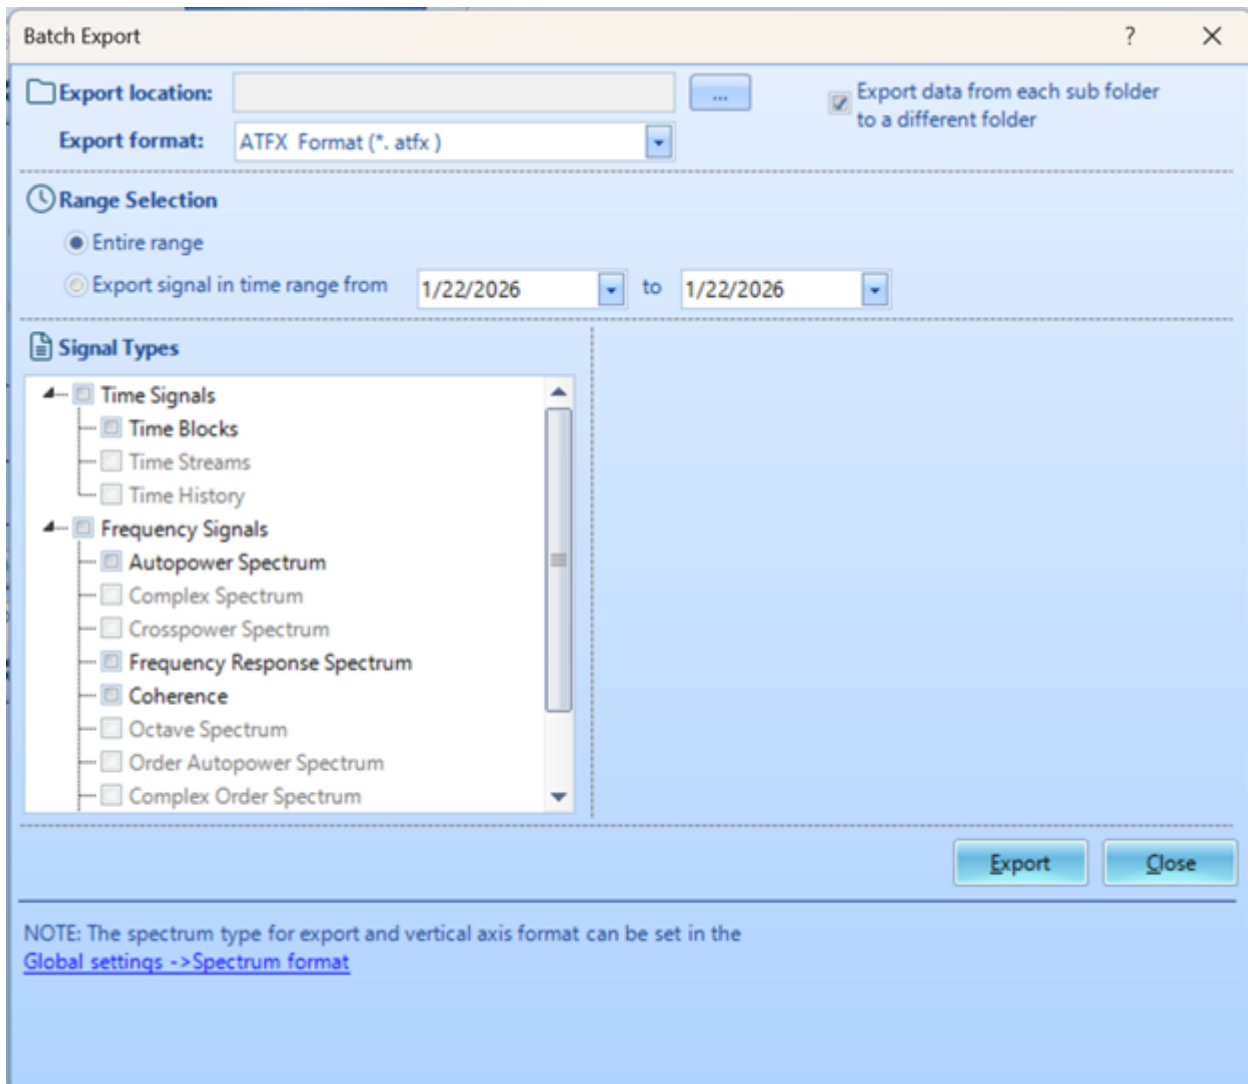 Batch Export
?
Export location:
...
Export data from each sub folder
to a different folder
Export format:
ATFX Format (*. atfx )
Range Selection
Entire range
Export signal in time range from
1/22/2026
to
1/22/2026
Signal Types
Time Signals
Time Blocks
Time Streams
Time History
Frequency Signals
Autopower Spectrum
Complex Spectrum
Crosspower Spectrum
Frequency Response Spectrum
Coherence
Octave Spectrum
Order Autopower Spectrum
Complex Order Spectrum
Export
Close
NOTE: The spectrum type for export and vertical axis format can be set in the
Global settings ->Spectrum format